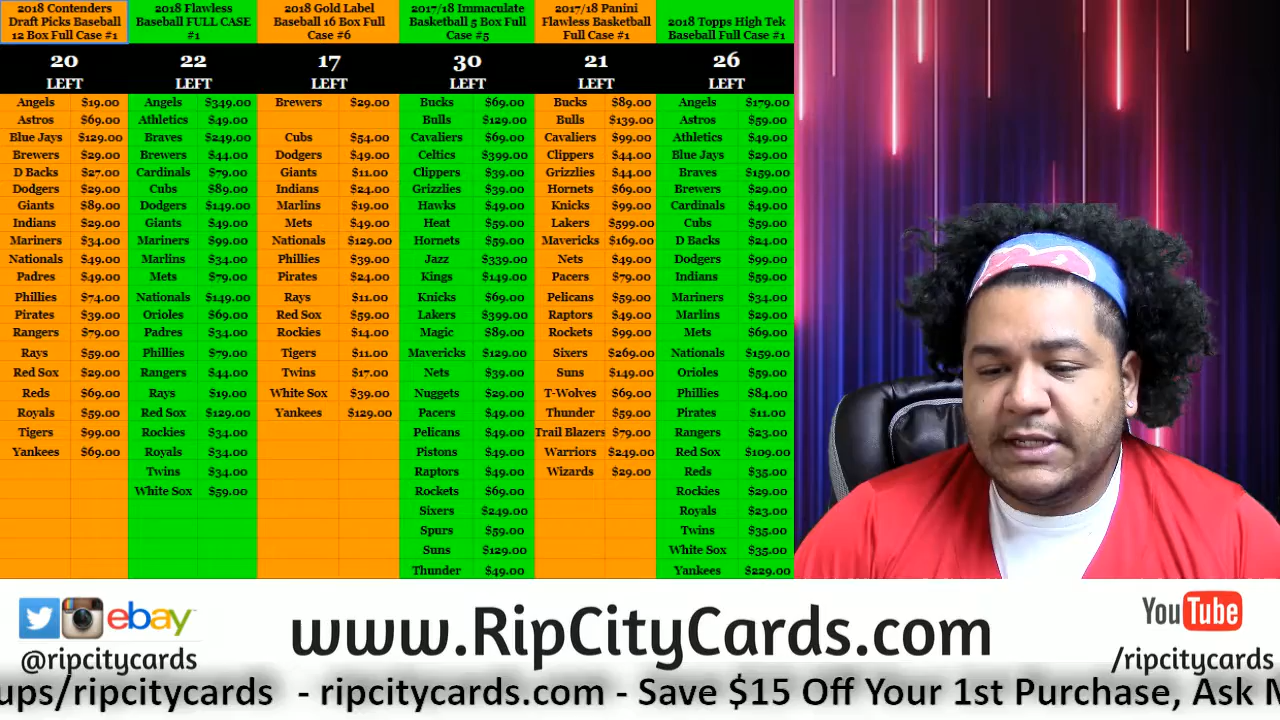 2018 Contenders
Draft Picks Baseball
12 Box Full Case #1
20
LEFT
Angels $19.00
Astros $69.00
Blue Jays $129.00
Brewers $29.00
D Backs $27.00
Dodgers $29.00
Giants $89.00
Indians $29.00
Mariners $34.00
Nationals $49.00
Padres $49.00
Phillies $74.00
Pirates $39.00
Rangers $79.00
Rays $59.00
Red Sox $29.00
Reds $69.00
Royals $59.00
Tigers $99.00
Yankees $69.00
2018 Flawless
Baseball FULL CASE
#1
22
LEFT
Angels $349.00
Athletics $49.00
Braves $249.00
Brewers $44.00
Cardinals $79.00
Cubs $89.00
Dodgers $149.00
Giants $49.00
Mariners $99.00
Marlins $34.00
Mets $79.00
Nationals $149.00
Orioles $69.00
Padres $34.00
Phillies $79.00
Rangers $44.00
Rays $19.00
Red Sox $129.00
Rockies $34.00
Royals $34.00
Twins $34.00
White Sox $59.00
2018 Gold Label
Baseball 16 Box Full
Case #6
17
LEFT
Brewers $29.00
Cubs $54.00
Dodgers $49.00
Giants $11.00
Indians $24.00
Marlins $19.00
Mets $49.00
Nationals $129.00
Phillies $39.00
Pirates $24.00
Rays $11.00
Red Sox $59.00
Rockies $14.00
Tigers $11.00
Twins $17.00
White Sox $39.00
Yankees $129.00
2017/18 Immaculate
Basketball 5 Box Full
Case #5
30
LEFT
Bucks $69.00
Bulls $129.00
Cavaliers $69.00
Celtics $399.00
Clippers $39.00
Grizzlies $39.00
Hawks $49.00
Heat $59.00
Hornets $59.00
Jazz $339.00
Kings $149.00
Knicks $69.00
Lakers $399.00
Magic $89.00
Mavericks $129.00
Nets $39.00
Nuggets $29.00
Pacers $49.00
Pelicans $49.00
Pistons $49.00
Raptors $49.00
Rockets $69.00
Sixers $249.00
Spurs $59.00
Suns $129.00
Thunder $49.00
2017/18 Panini
Flawless Basketball
Full Case #1
21
LEFT
Bucks $89.00
Bulls $139.00
Cavaliers $99.00
Clippers $44.00
Grizzlies $44.00
Hornets $69.00
Knicks $99.00
Lakers $599.00
Mavericks $169.00
Nets $49.00
Pacers $79.00
Pelicans $59.00
Raptors $49.00
Rockets $99.00
Sixers $269.00
Suns $149.00
T-Wolves $69.00
Thunder $59.00
Trail Blazers $79.00
Warriors $249.00
Wizards $29.00
2018 Topps High Tek
Baseball Full Case #1
26
LEFT
Angels $179.00
Astros $59.00
Athletics $49.00
Blue Jays $29.00
Braves $159.00
Brewers $29.00
Cardinals $49.00
Cubs $59.00
D Backs $24.00
Dodgers $99.00
Indians $59.00
Mariners $34.00
Marlins $29.00
Mets $69.00
Nationals $159.00
Orioles $59.00
Phillies $84.00
Pirates $11.00
Rangers $23.00
Red Sox $109.00
Reds $35.00
Rockies $29.00
Royals $23.00
Twins $35.00
White Sox $35.00
Yankees $229.00
ebay
@ripcitycards
www.RipCityCards.com
YouTube
/ripcitycards
ups/ripcitycards - ripcitycards.com - Save $15 Off Your 1st Purchase, Ask